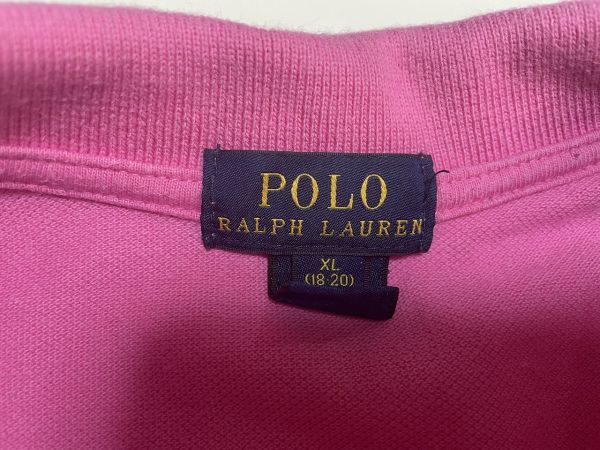 POLO
RALPH LAUREN
XL
(18-20)